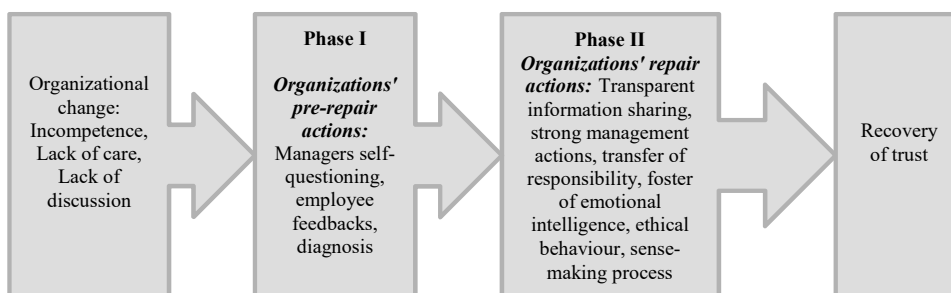 Organizational
change:
Incompetence,
Lack of care,
Lack of
discussion
Phase I
Organizations'
pre-repair
actions:
Managers self-
questioning,
employee
feedbacks,
diagnosis
Phase II
Organizations' repair
actions: Transparent
information sharing,
strong management
actions, transfer of
responsibility, foster
of emotional
intelligence, ethical
behaviour, sense-
making process
Recovery
of trust